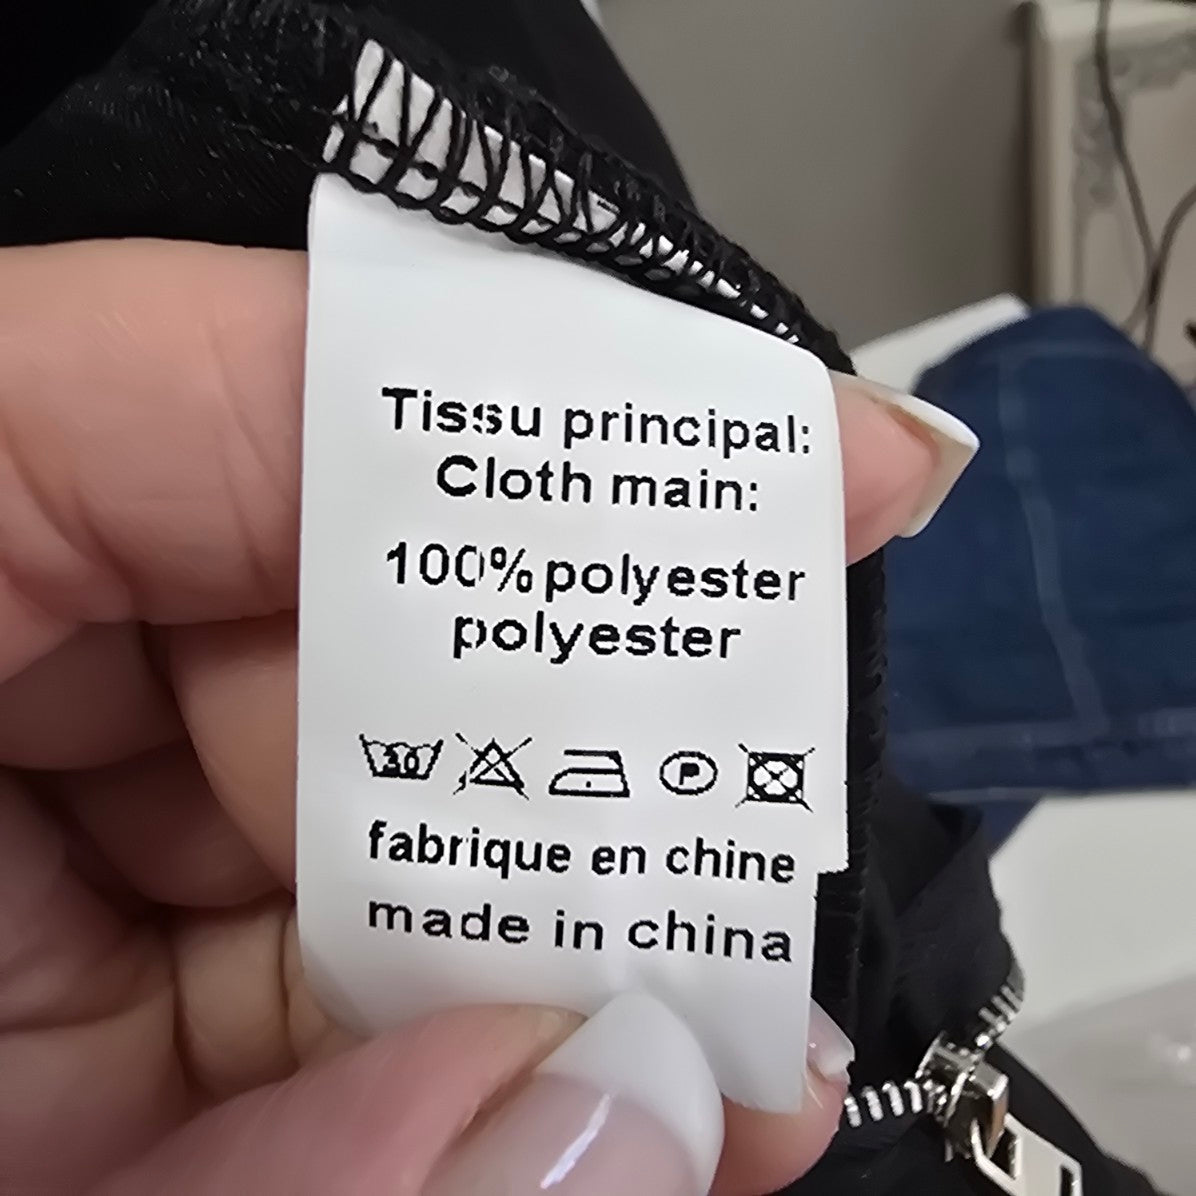 Tissu principal:
Cloth main:
100% polyester
polyester
30 P
fabrique en chine
made in china